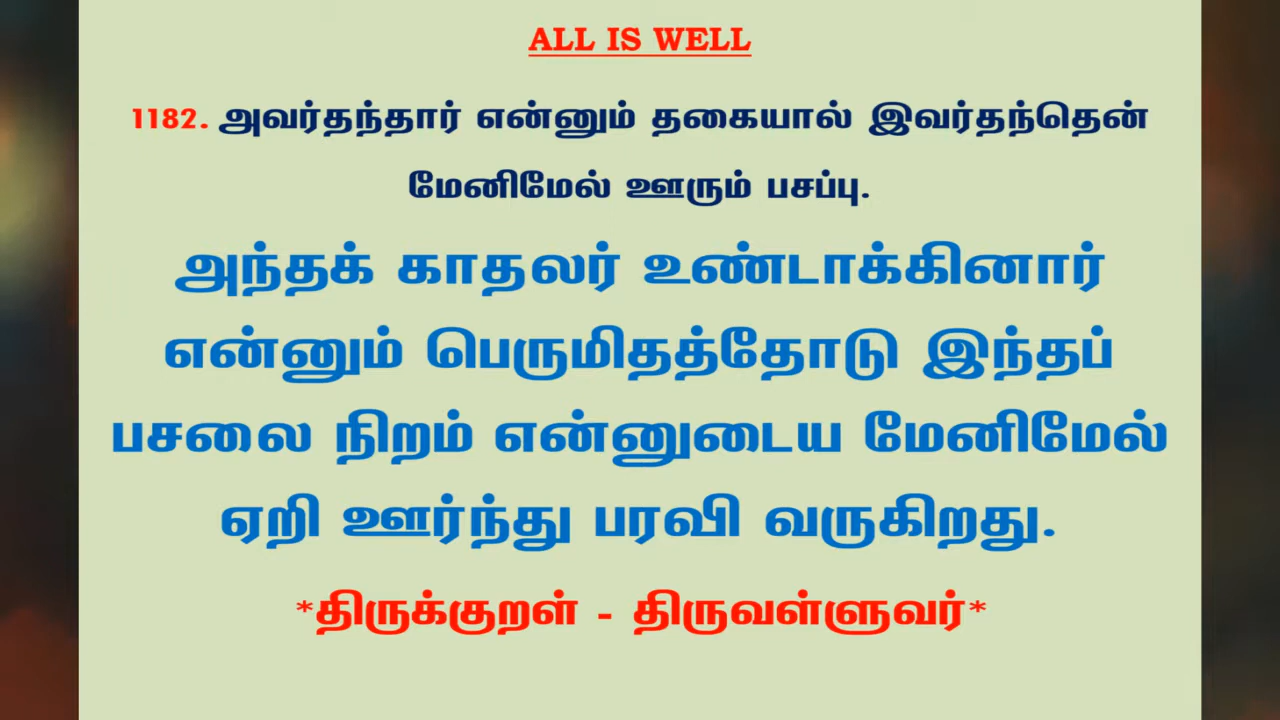 ALL IS WELL
1182. அவர்தந்தார் என்னும் தகையால் இவர்தந்தென்
மேனிமேல் ஊரும் பசப்பு.
அந்தக் காதலர் உண்டாக்கினார்
என்னும் பெருமிதத்தோடு இந்தப்
பசலை நிறம் என்னுடைய மேனிமேல்
ஏறி ஊர்ந்து பரவி வருகிறது.
*திருக்குறள் - திருவள்ளுவர்*